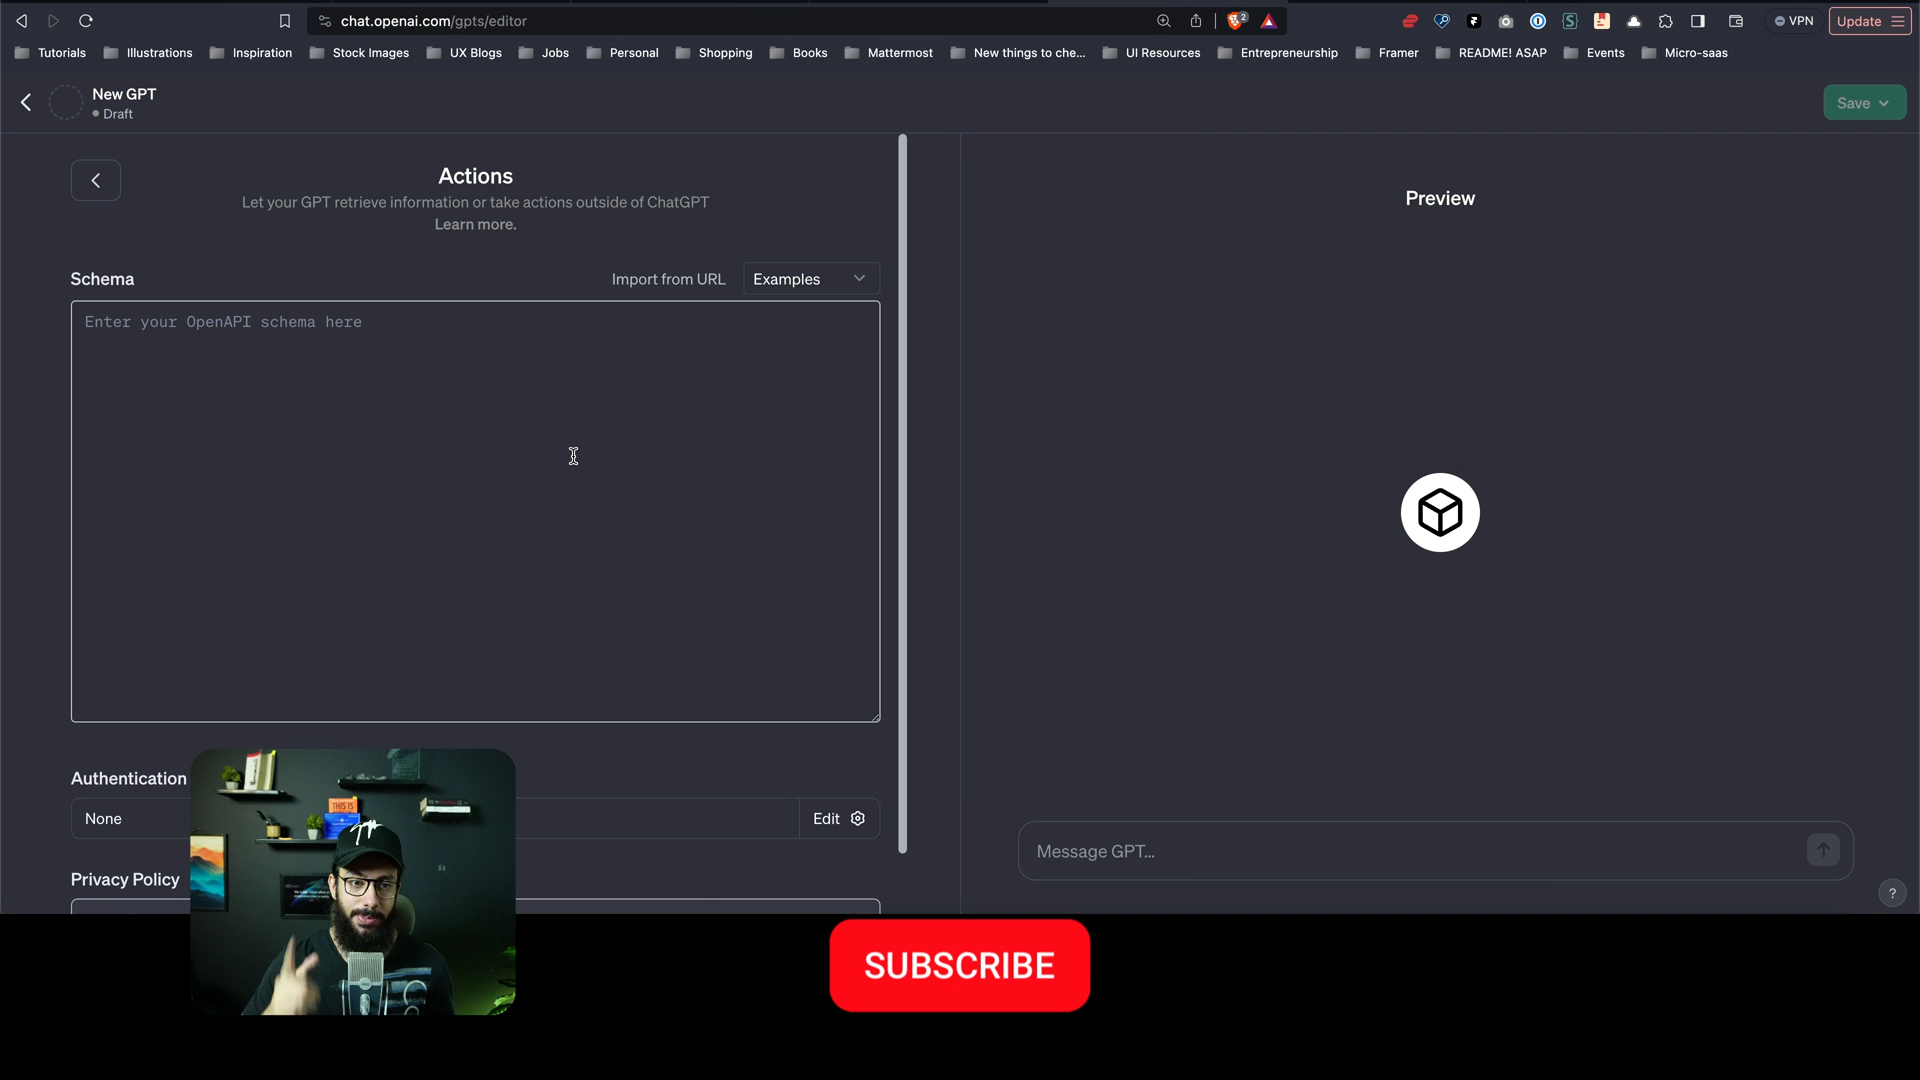 chat.openai.com/gpts/editor
2
VPN
Update
Tutorials
Illustrations
Inspiration
Stock Images
UX Blogs
Jobs
Personal
Shopping
Books
Mattermost
New things to che...
UI Resources
Entrepreneurship
Framer
README! ASAP
Events
Micro-saas
New GPT
Draft
Save
Actions
Let your GPT retrieve information or take actions outside of ChatGPT
Learn more.
Schema
Import from URL
Examples
Enter your OpenAPI schema here
Authentication
None
Edit
Privacy Policy
Preview
Message GPT...
?
THIS IS
SUBSCRIBE